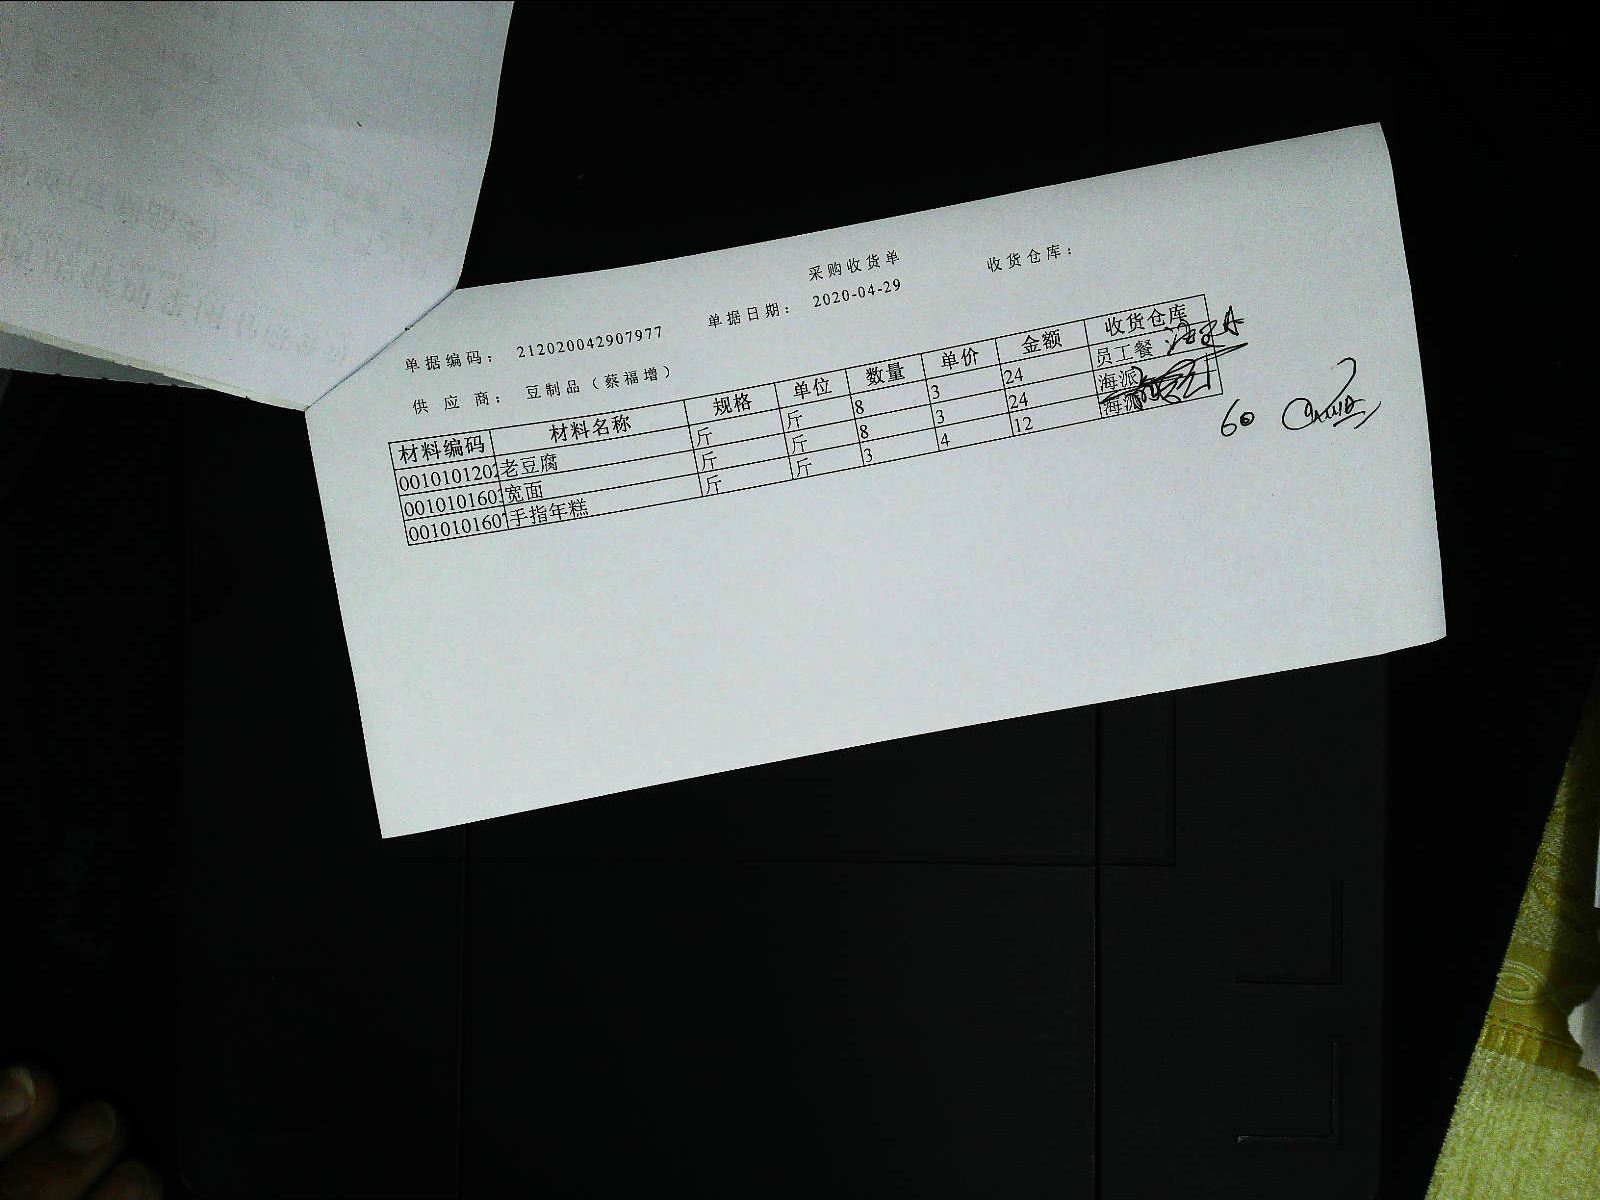 采购收货单
收货仓库：
单据编码： 212020042907977 单据日期： 2020-04-29
供 应 商： 豆制品（蔡福增）
材料编码 材料名称 规格 单位 数量 单价 金额 收货仓库
0010101202 老豆腐 斤 斤 8 3 24 员工餐
001010160 宽面 斤 斤 8 3 24 海派
001010160 手指年糕 斤 斤 3 4 12 海派
60